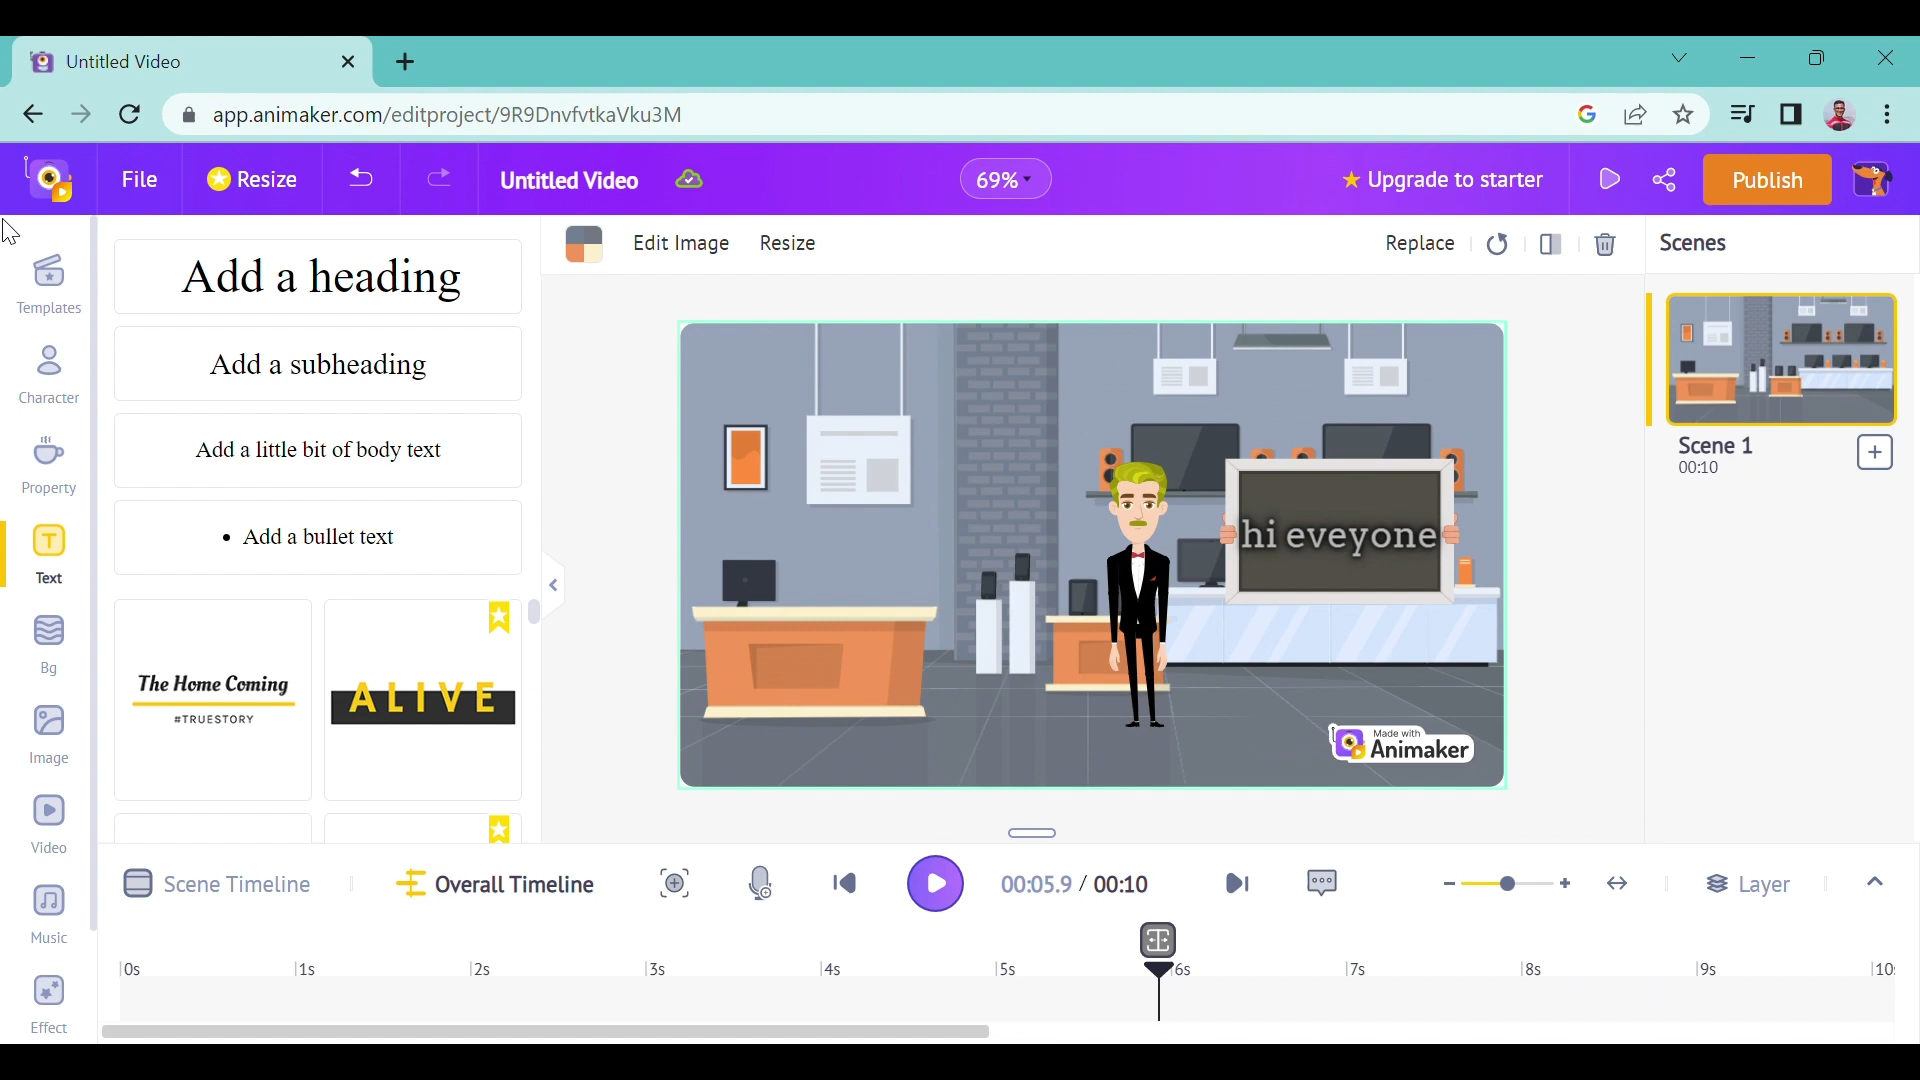 Untitled Video
app.animaker.com/editproject/9R9DnvfvtkaVku3M
File
Resize
Untitled Video
69%
Upgrade to starter
Publish
Templates
Character
Property
Text
Bg
Image
Video
Music
Effect
Add a heading
Add a subheading
Add a little bit of body text
• Add a bullet text
The Home Coming
#TRUESTORY
ALIVE
Edit Image
Resize
Replace
hi eveyone
Made with
Animaker
Scenes
Scene 1
00:10
Scene Timeline
Overall Timeline
00:05.9 / 00:10
Layer
0s 1s 2s 3s 4s 5s 6s 7s 8s 9s 10s